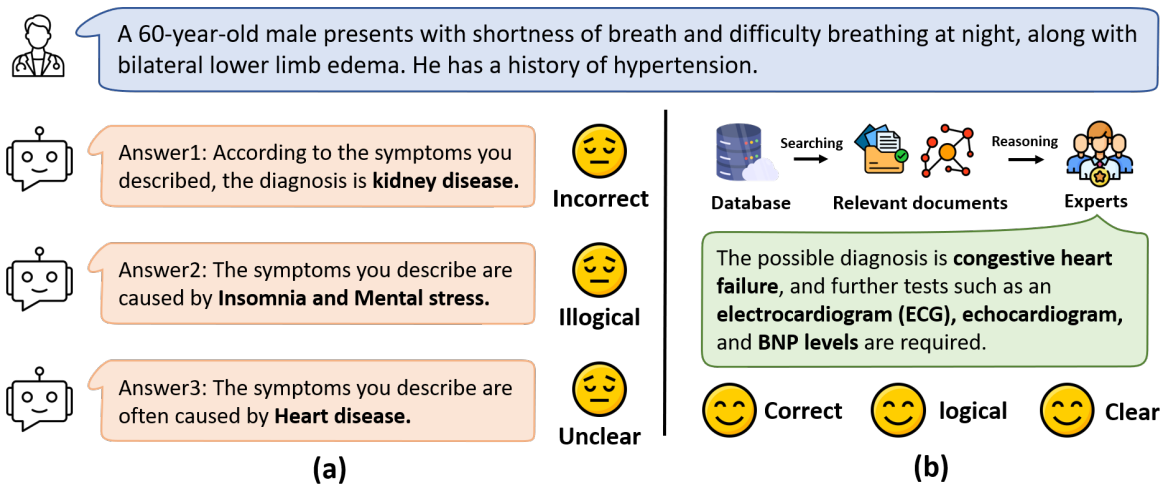 A 60-year-old male presents with shortness of breath and difficulty breathing at night, along with
bilateral lower limb edema. He has a history of hypertension.
Answer1: According to the symptoms you
described, the diagnosis is kidney disease.
Incorrect
Answer2: The symptoms you describe are
caused by Insomnia and Mental stress.
Illogical
Answer3: The symptoms you describe are
often caused by Heart disease.
Unclear
(a)
Searching
Reasoning
Database
Relevant documents
Experts
The possible diagnosis is congestive heart
failure, and further tests such as an
electrocardiogram (ECG), echocardiogram,
and BNP levels are required.
Correct
logical
Clear
(b)